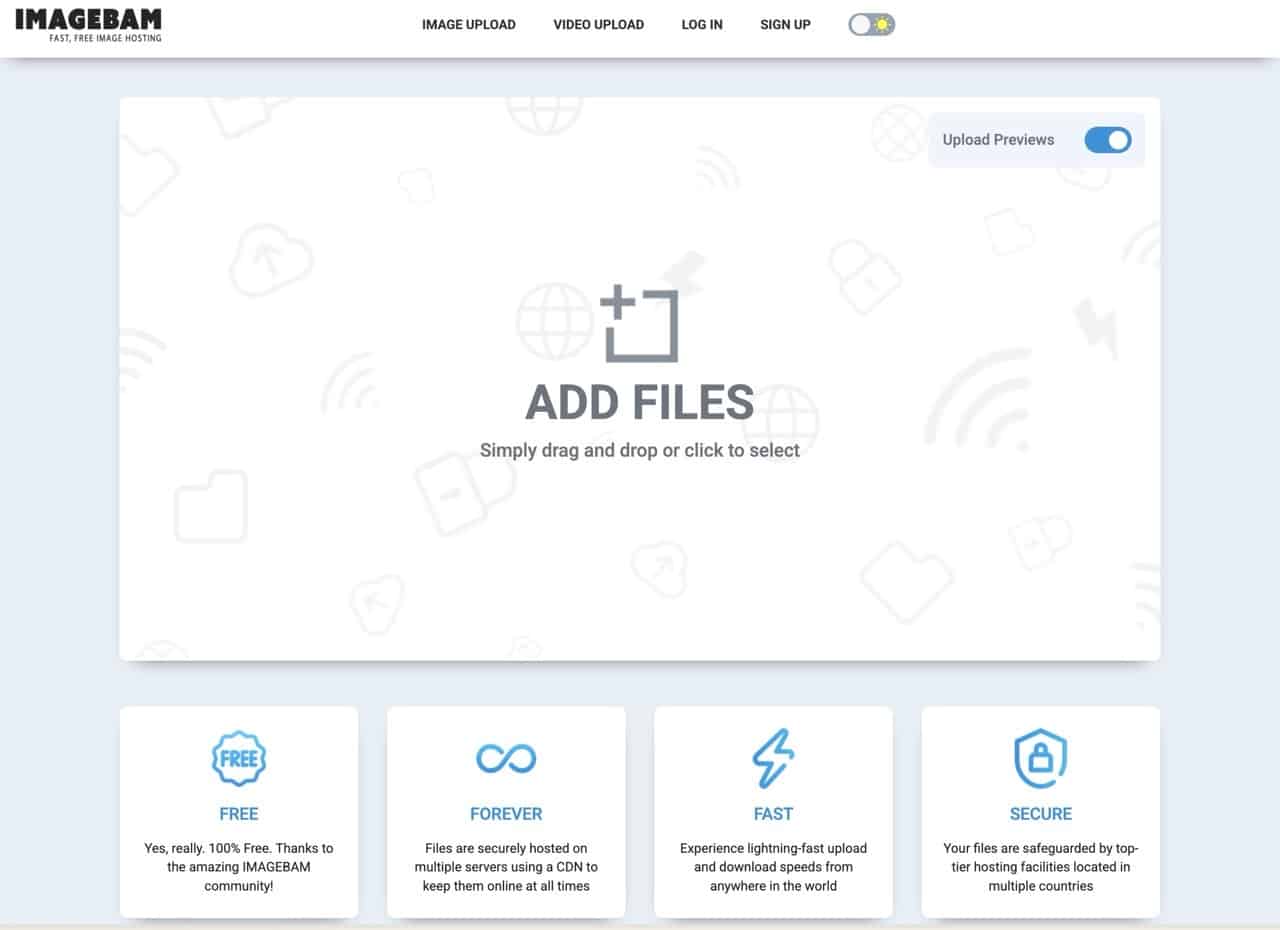 IMAGEBAM
FAST, FREE IMAGE HOSTING
IMAGE UPLOAD
VIDEO UPLOAD
LOG IN
SIGN UP
Upload Previews
ADD FILES
Simply drag and drop or click to select
FREE
FREE
Yes, really. 100% Free. Thanks to
the amazing IMAGEBAM
community!
FOREVER
Files are securely hosted on
multiple servers using a CDN to
keep them online at all times
FAST
Experience lightning-fast upload
and download speeds from
anywhere in the world
SECURE
Your files are safeguarded by top-
tier hosting facilities located in
multiple countries